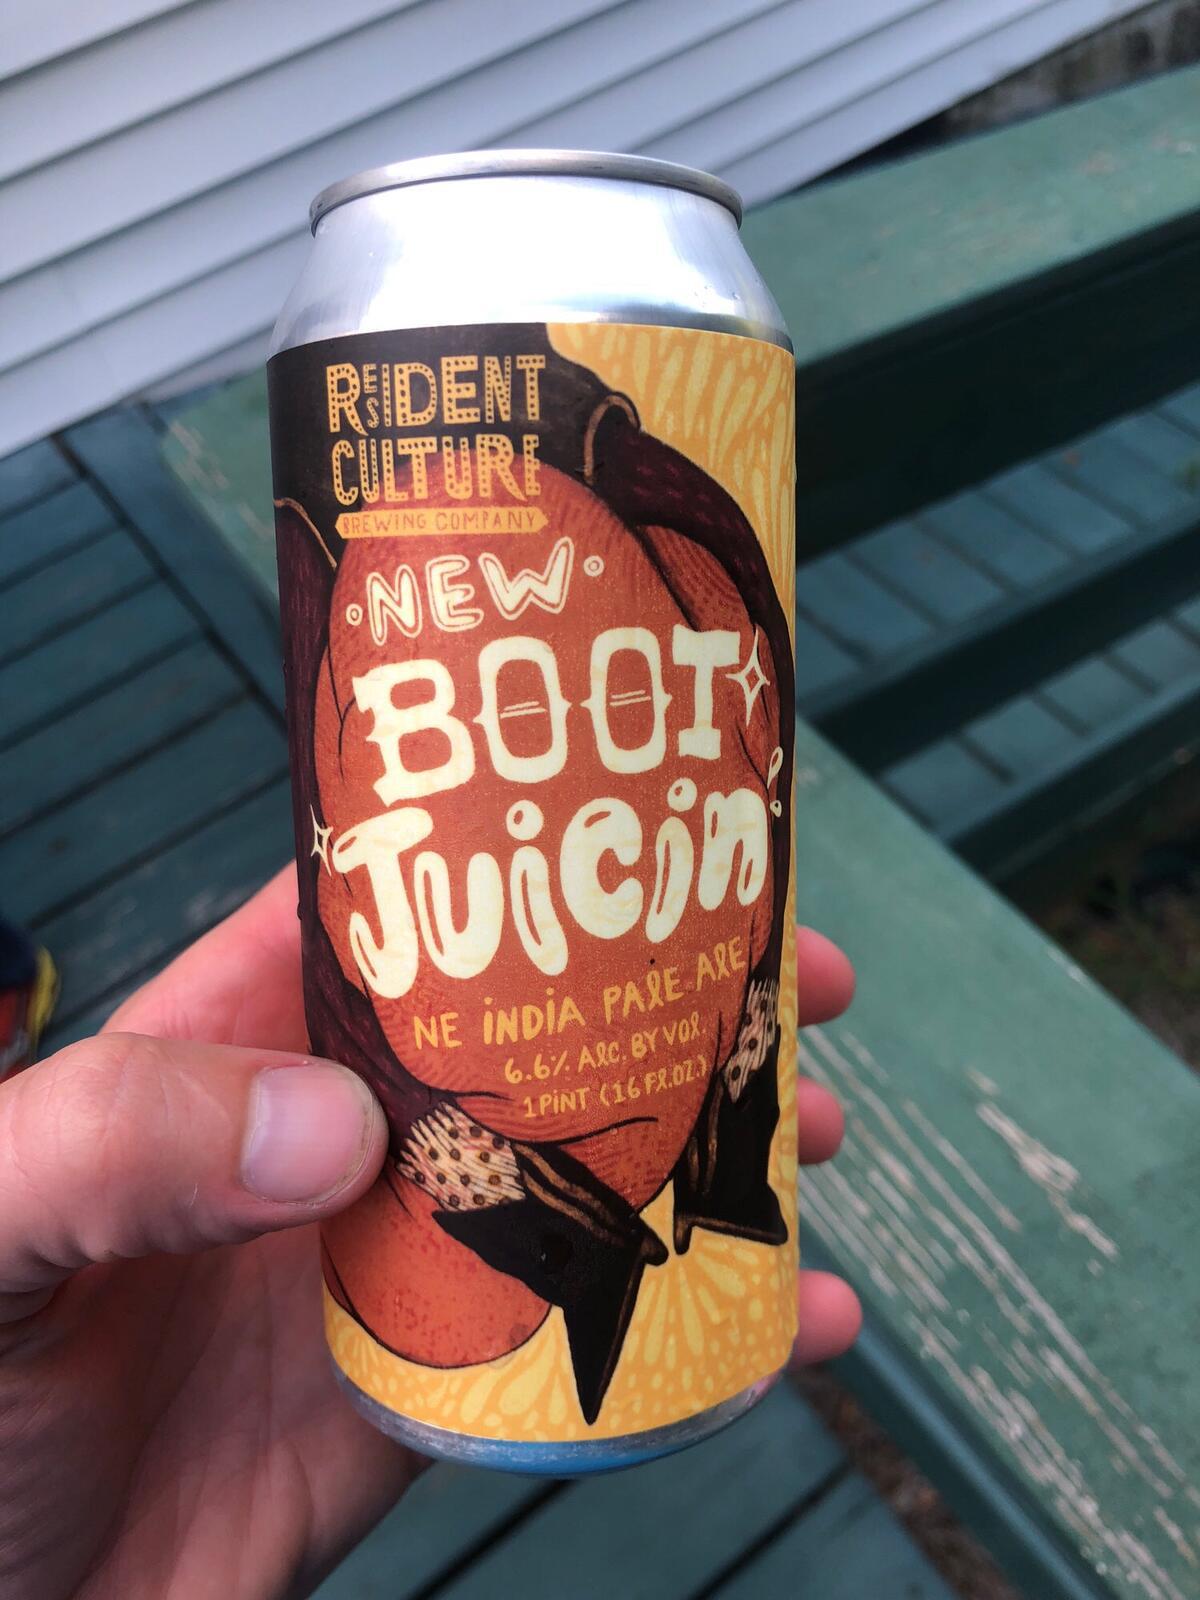 RESIDENT
CULTURE
BREWING COMPANY
NEW
BOOT
Juicin'
NE INDIA PALE ALE
6.6% ALC. BY VOL.
1 PINT (16 FL.OZ.)